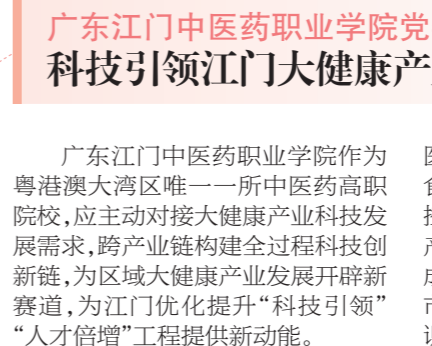 广东江门中医药职业学院党
科技引领江门大健康产
广东江门中医药职业学院作为
粤港澳大湾区唯一一所中医药高职
院校,应主动对接大健康产业科技发
展需求,跨产业链构建全过程科技创
新链,为区域大健康产业发展开辟新
赛道,为江门优化提升“科技引领”
“人才倍增”工程提供新动能。